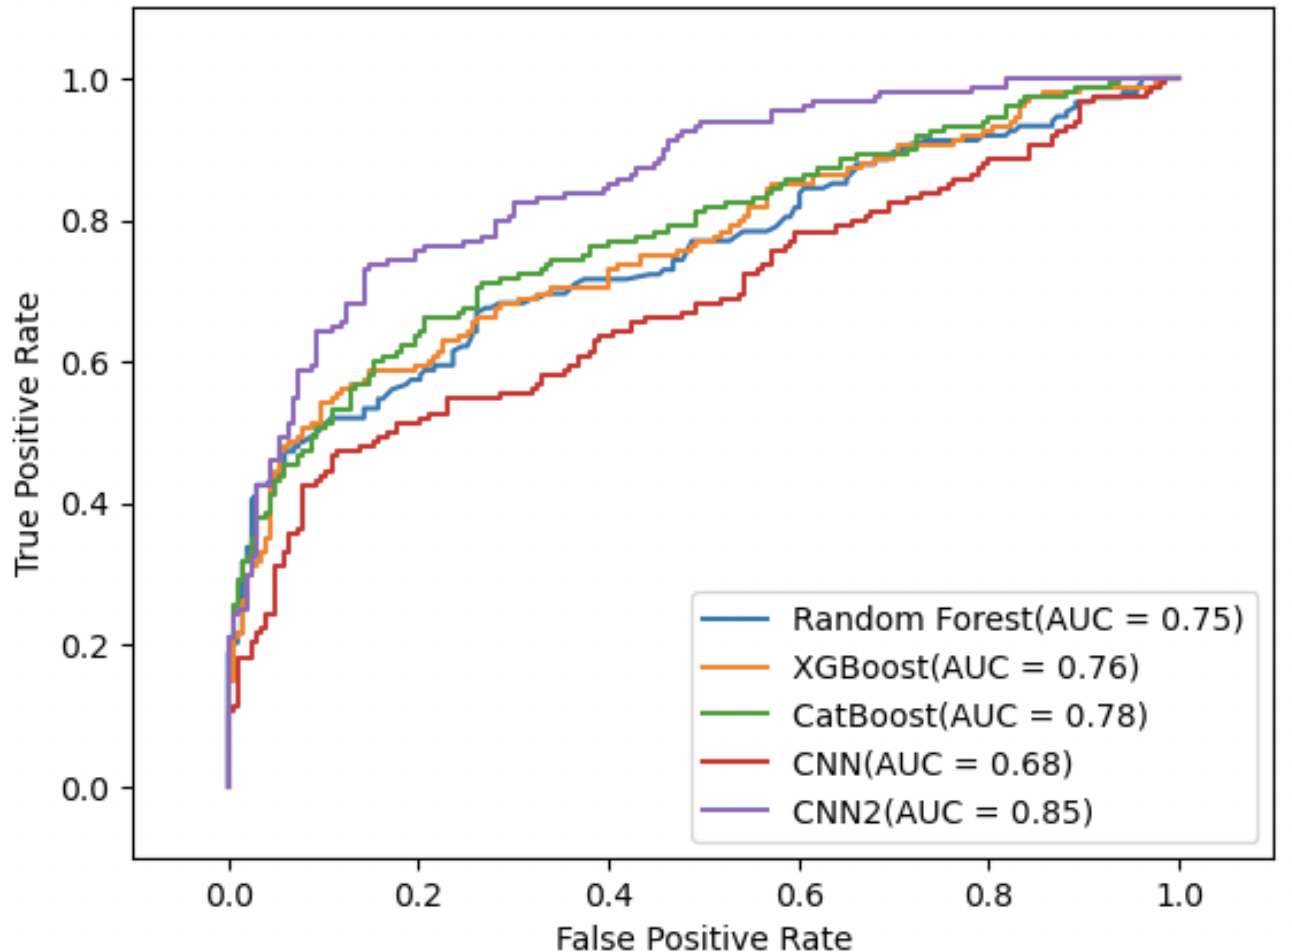 True Positive Rate
1.0
0.8
0.6
0.4
0.2
0.0
Random Forest(AUC = 0.75)
XGBoost(AUC = 0.76)
CatBoost(AUC = 0.78)
CNN(AUC = 0.68)
CNN2(AUC = 0.85)
0.0 0.2 0.4 0.6 0.8 1.0
False Positive Rate